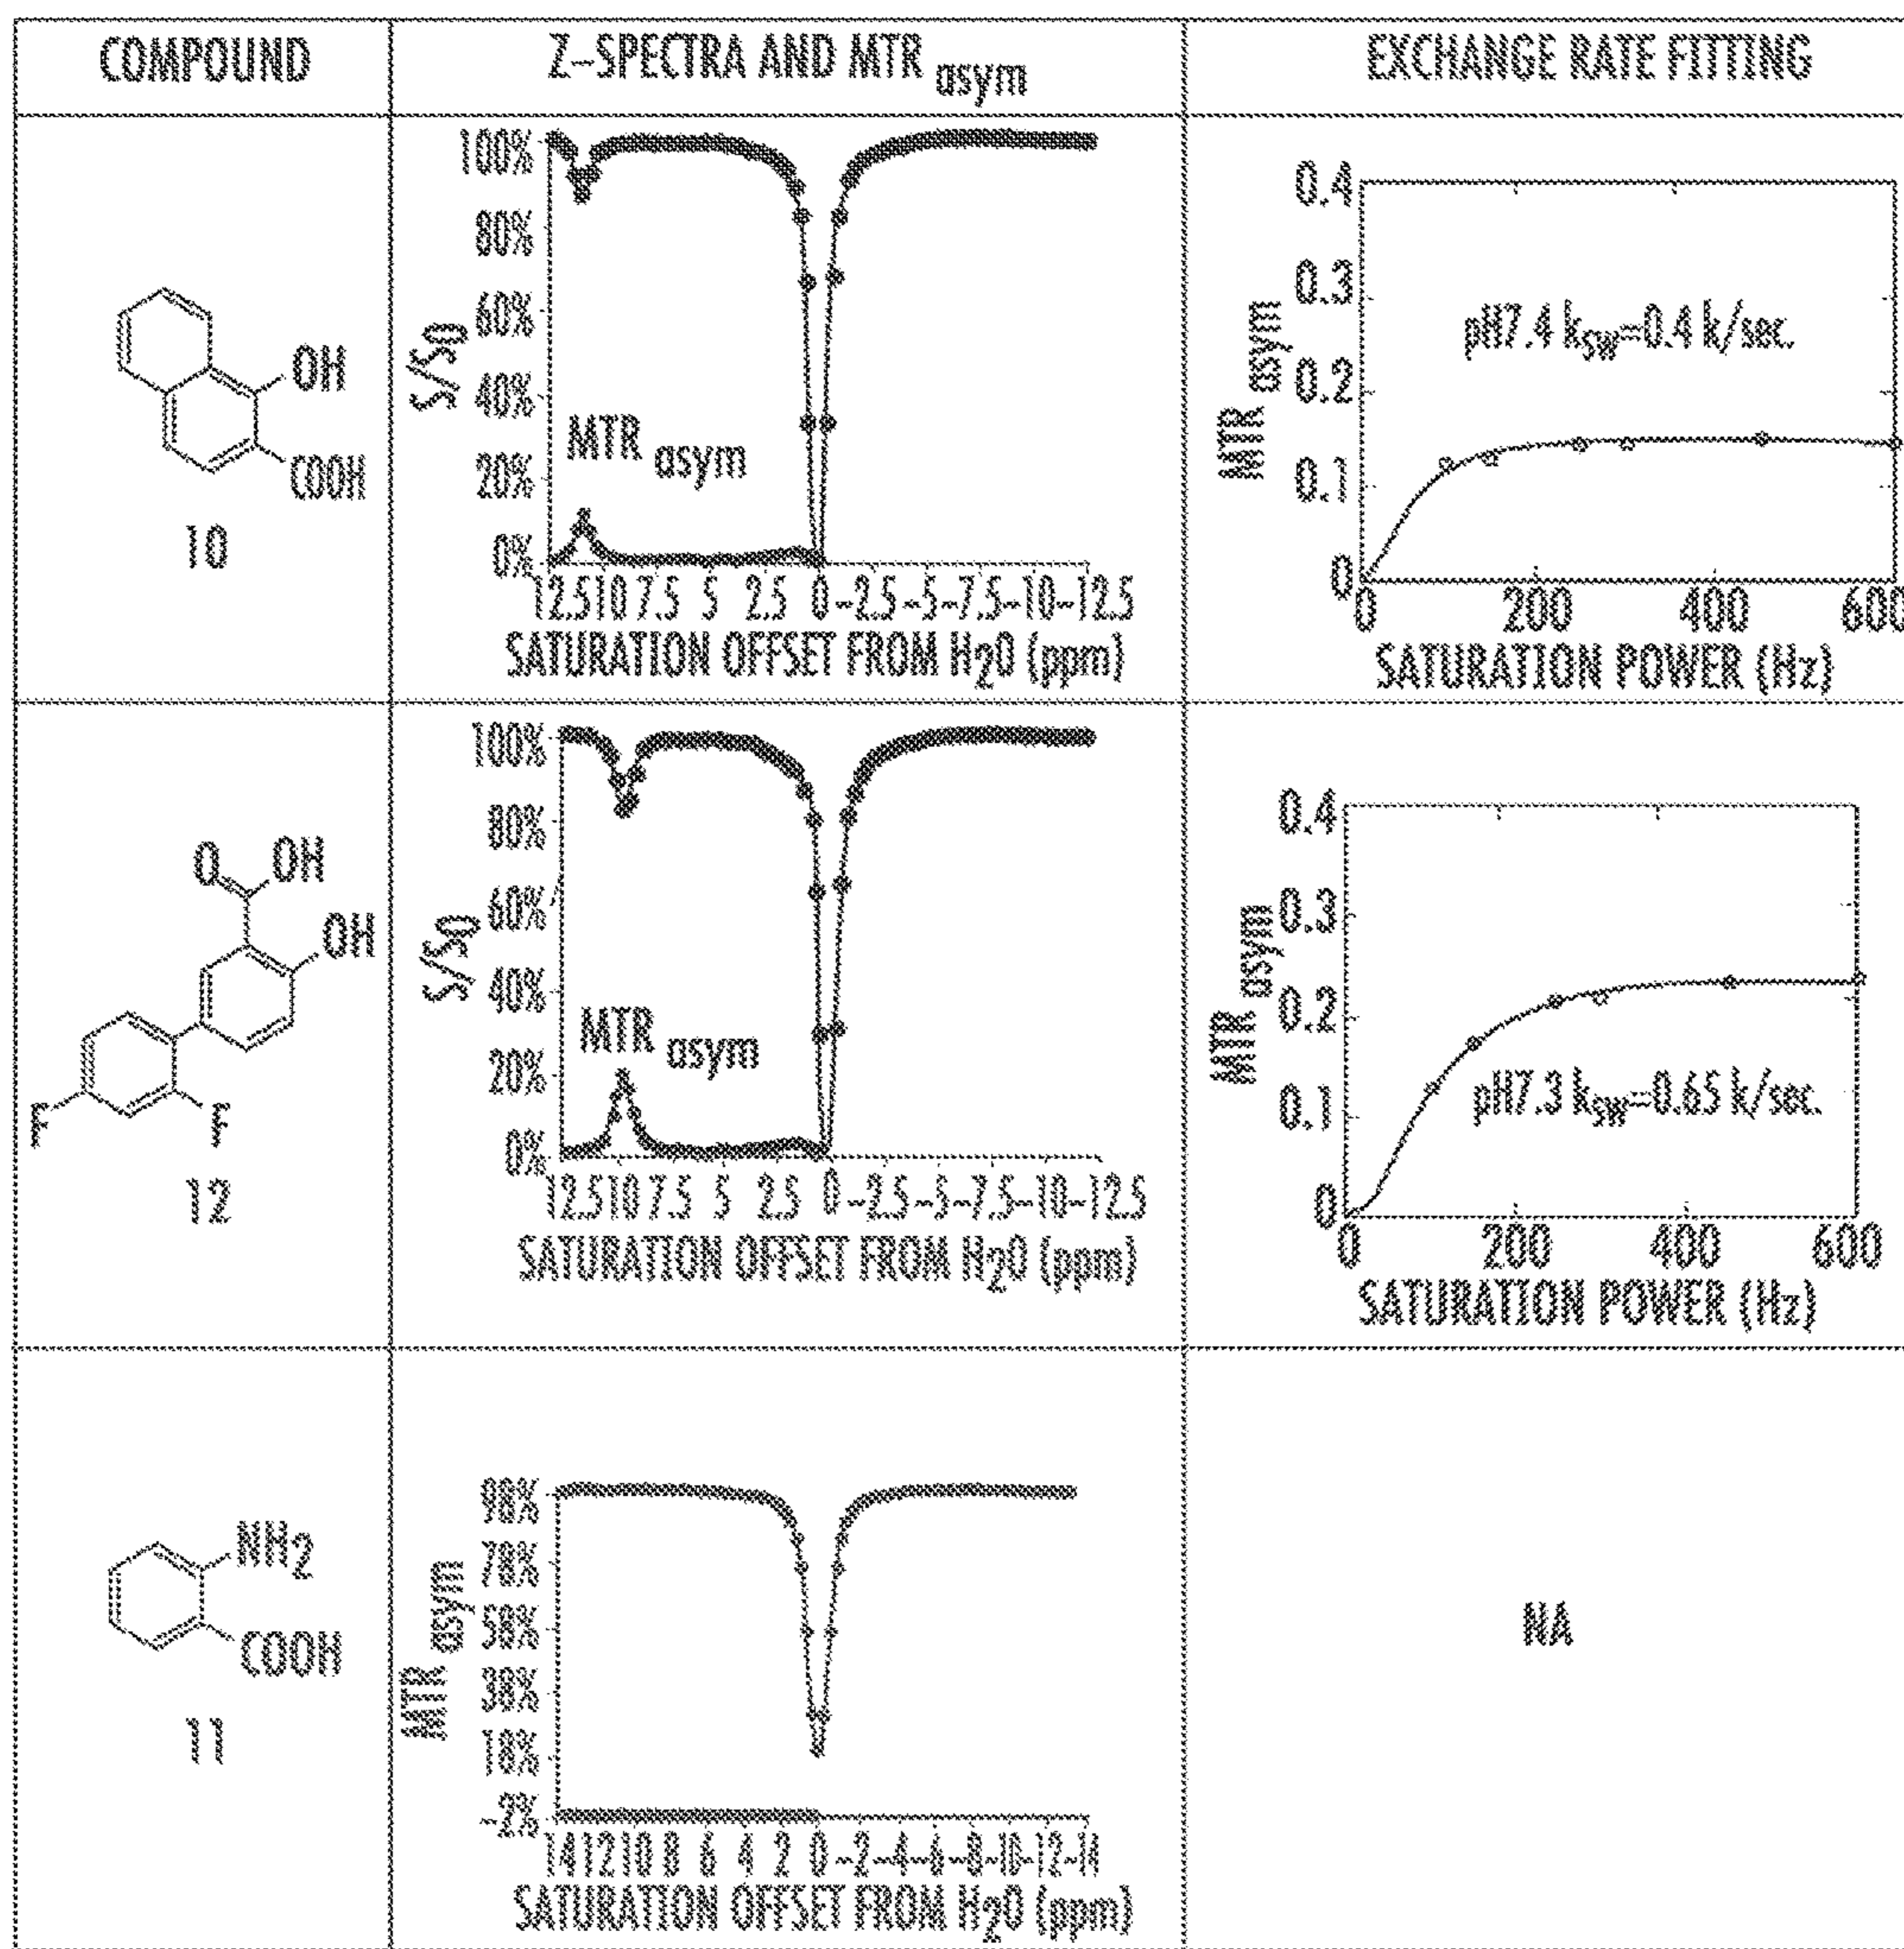 COMPOUND
Z-SPECTRA AND MTR asym
EXCHANGE RATE FITTING
OH
COOH
10
100%
80%
60%
40%
20%
0%
S/S0
MTR asym
12.5 10 7.5 5 2.5 0 -2.5 -5 -7.5 -10 -12.5
SATURATION OFFSET FROM H2O (ppm)
0.4
0.3
0.2
0.1
0
MTR asym
pH7.4 kSW=0.4 k/sec.
0 200 400 600
SATURATION POWER (Hz)
O
OH
OH
F
F
12
100%
80%
60%
40%
20%
0%
S/S0
MTR asym
12.5 10 7.5 5 2.5 0 -2.5 -5 -7.5 -10 -12.5
SATURATION OFFSET FROM H2O (ppm)
0.4
0.3
0.2
0.1
0
MTR asym
pH7.3 kSW=0.65 k/sec.
0 200 400 600
SATURATION POWER (Hz)
NH2
COOH
11
98%
78%
58%
38%
18%
-2%
MTR asym
14 12 10 8 6 4 2 0 -2 -4 -6 -8 -10 -12 -14
SATURATION OFFSET FROM H2O (ppm)
NA